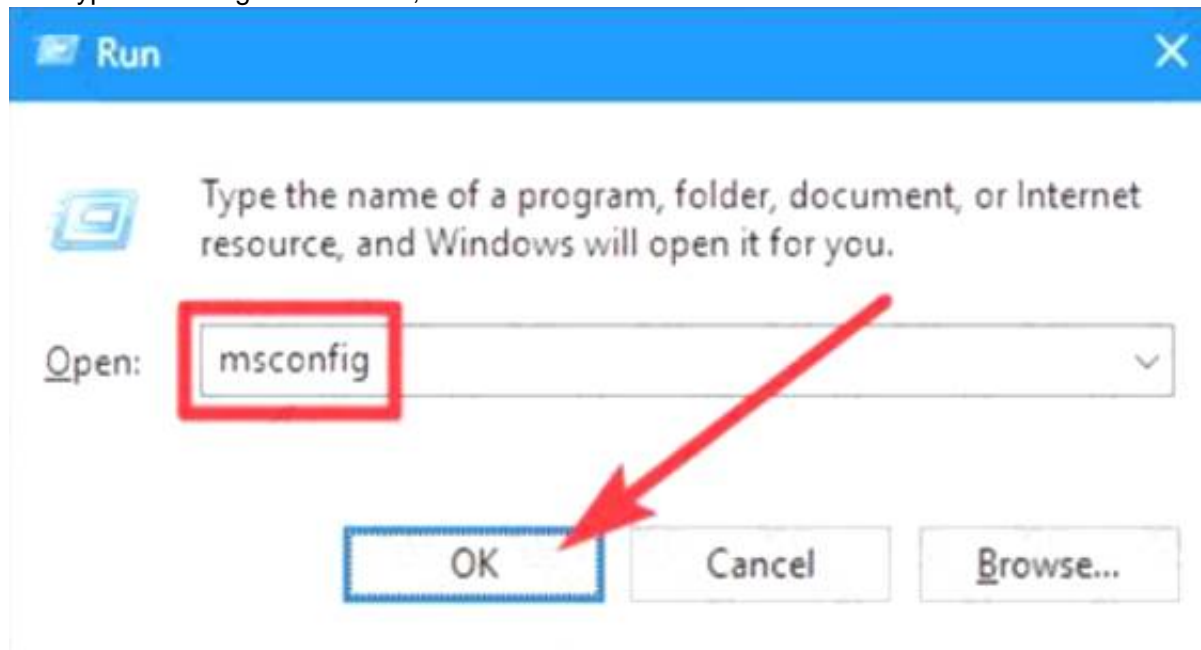 Run
Type the name of a program, folder, document, or Internet
resource, and Windows will open it for you.
Open: msconfig
OK Cancel Browse...